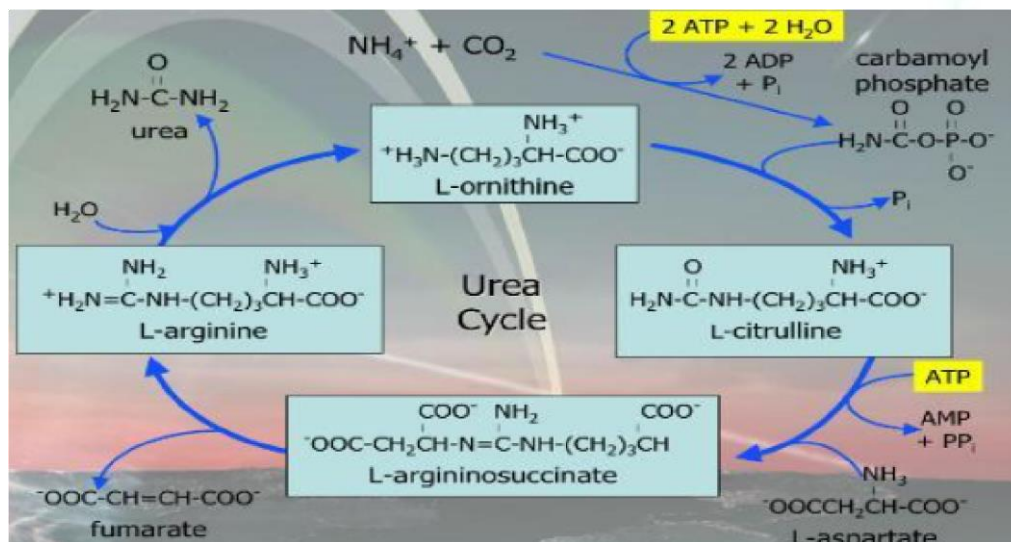 NH₄⁺ + CO₂
2 ATP + 2 H₂O
2 ADP
+ Pᵢ
carbamoyl
phosphate
O O
H₂N-C-O-P-O⁻
O⁻
O
H₂N-C-NH₂
urea
NH₃⁺
⁺H₃N-(CH₂)₃CH-COO⁻
L-ornithine
Pᵢ
H₂O
NH₂ NH₃⁺
⁺H₂N=C-NH-(CH₂)₃CH-COO⁻
L-arginine
Urea
Cycle
O NH₃⁺
H₂N-C-NH-(CH₂)₃CH-COO⁻
L-citrulline
ATP
AMP
+ PPᵢ
COO⁻ NH₂ COO⁻
⁻OOC-CH₂CH-N=C-NH-(CH₂)₃CH
L-argininosuccinate
⁻OOC-CH=CH-COO⁻
fumarate
NH₃
⁻OOCCH₂CH-COO⁻
L-aspartate